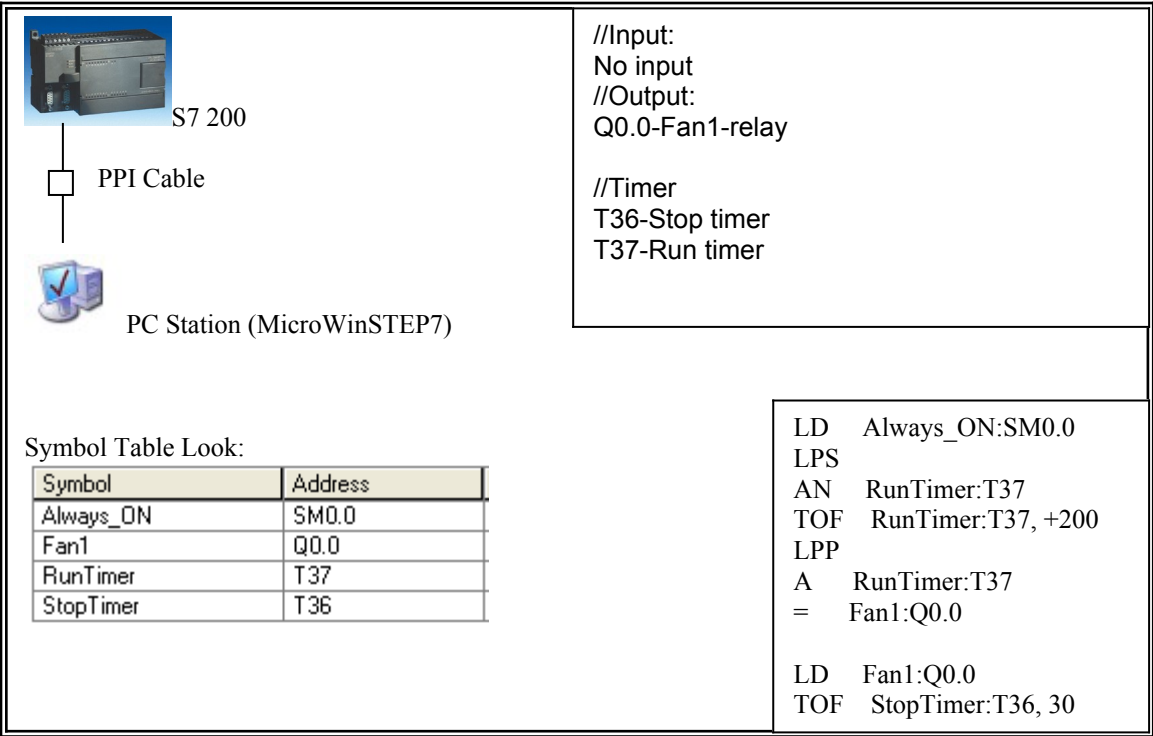 //Input:
No input
//Output:
Q0.0-Fan1-relay
//Timer
T36-Stop timer
T37-Run timer
S7 200
PPI Cable
PC Station (MicroWinSTEP7)
Symbol Table Look:
Symbol Address
Always_ON SM0.0
Fan1 Q0.0
RunTimer T37
StopTimer T36
LD Always_ON:SM0.0
LPS
AN RunTimer:T37
TOF RunTimer:T37, +200
LPP
A RunTimer:T37
= Fan1:Q0.0
LD Fan1:Q0.0
TOF StopTimer:T36, 30